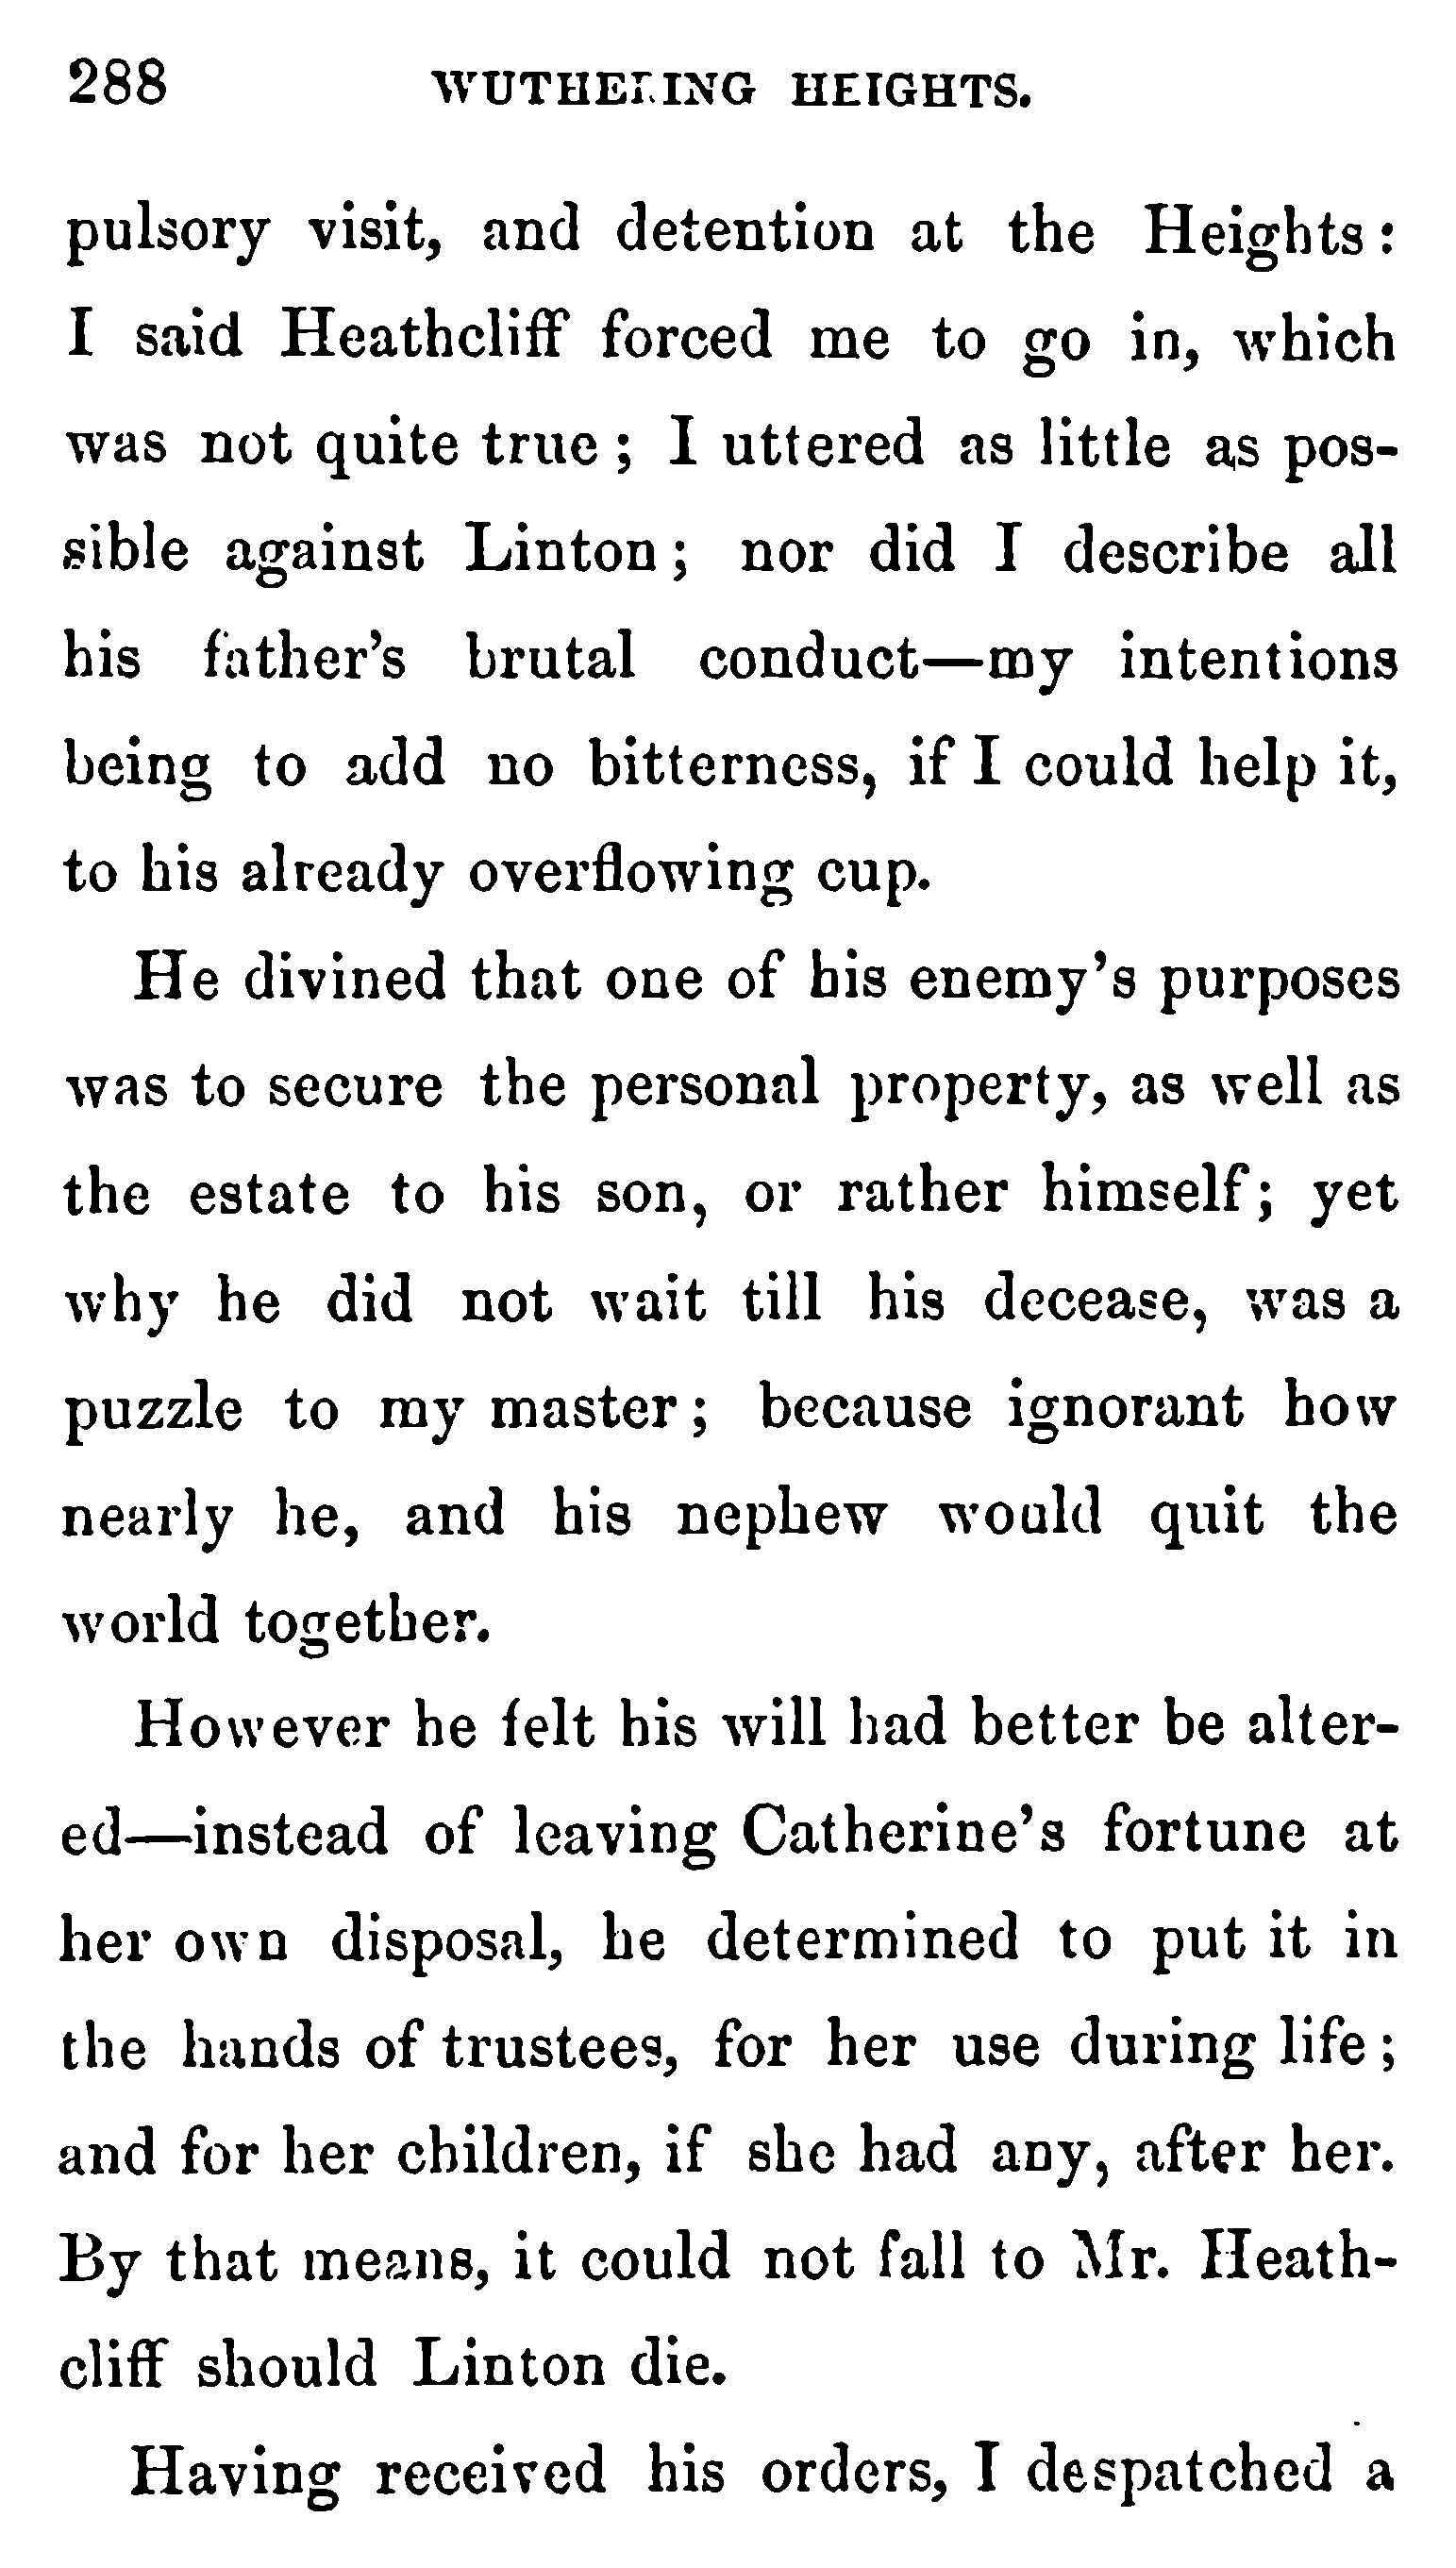 288 WUTHERING HEIGHTS.
pulsory visit, and detention at the Heights:
I said Heathcliff forced me to go in, which
was not quite true; I uttered as little as pos-
sible against Linton; nor did I describe all
his father's brutal conduct—my intentions
being to add no bitterness, if I could help it,
to his already overflowing cup.
He divined that one of his enemy's purposes
was to secure the personal property, as well as
the estate to his son, or rather himself; yet
why he did not wait till his decease, was a
puzzle to my master; because ignorant how
nearly he, and his nephew would quit the
world together.
However he felt his will had better be alter-
ed—instead of leaving Catherine's fortune at
her own disposal, he determined to put it in
the hands of trustees, for her use during life;
and for her children, if she had any, after her.
By that means, it could not fall to Mr. Heath-
cliff should Linton die.
Having received his orders, I despatched a